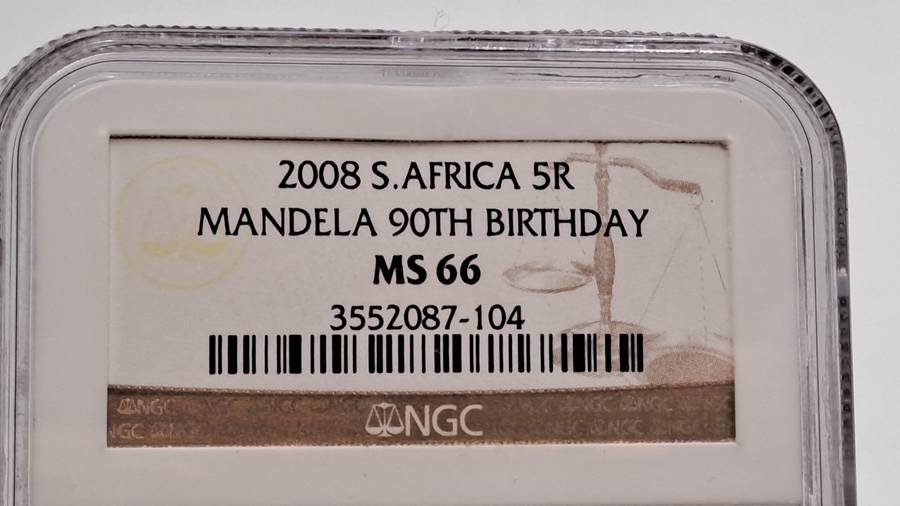 2008 S.AFRICA 5R
MANDELA 90TH BIRTHDAY
MS 66
3552087-104
NGC